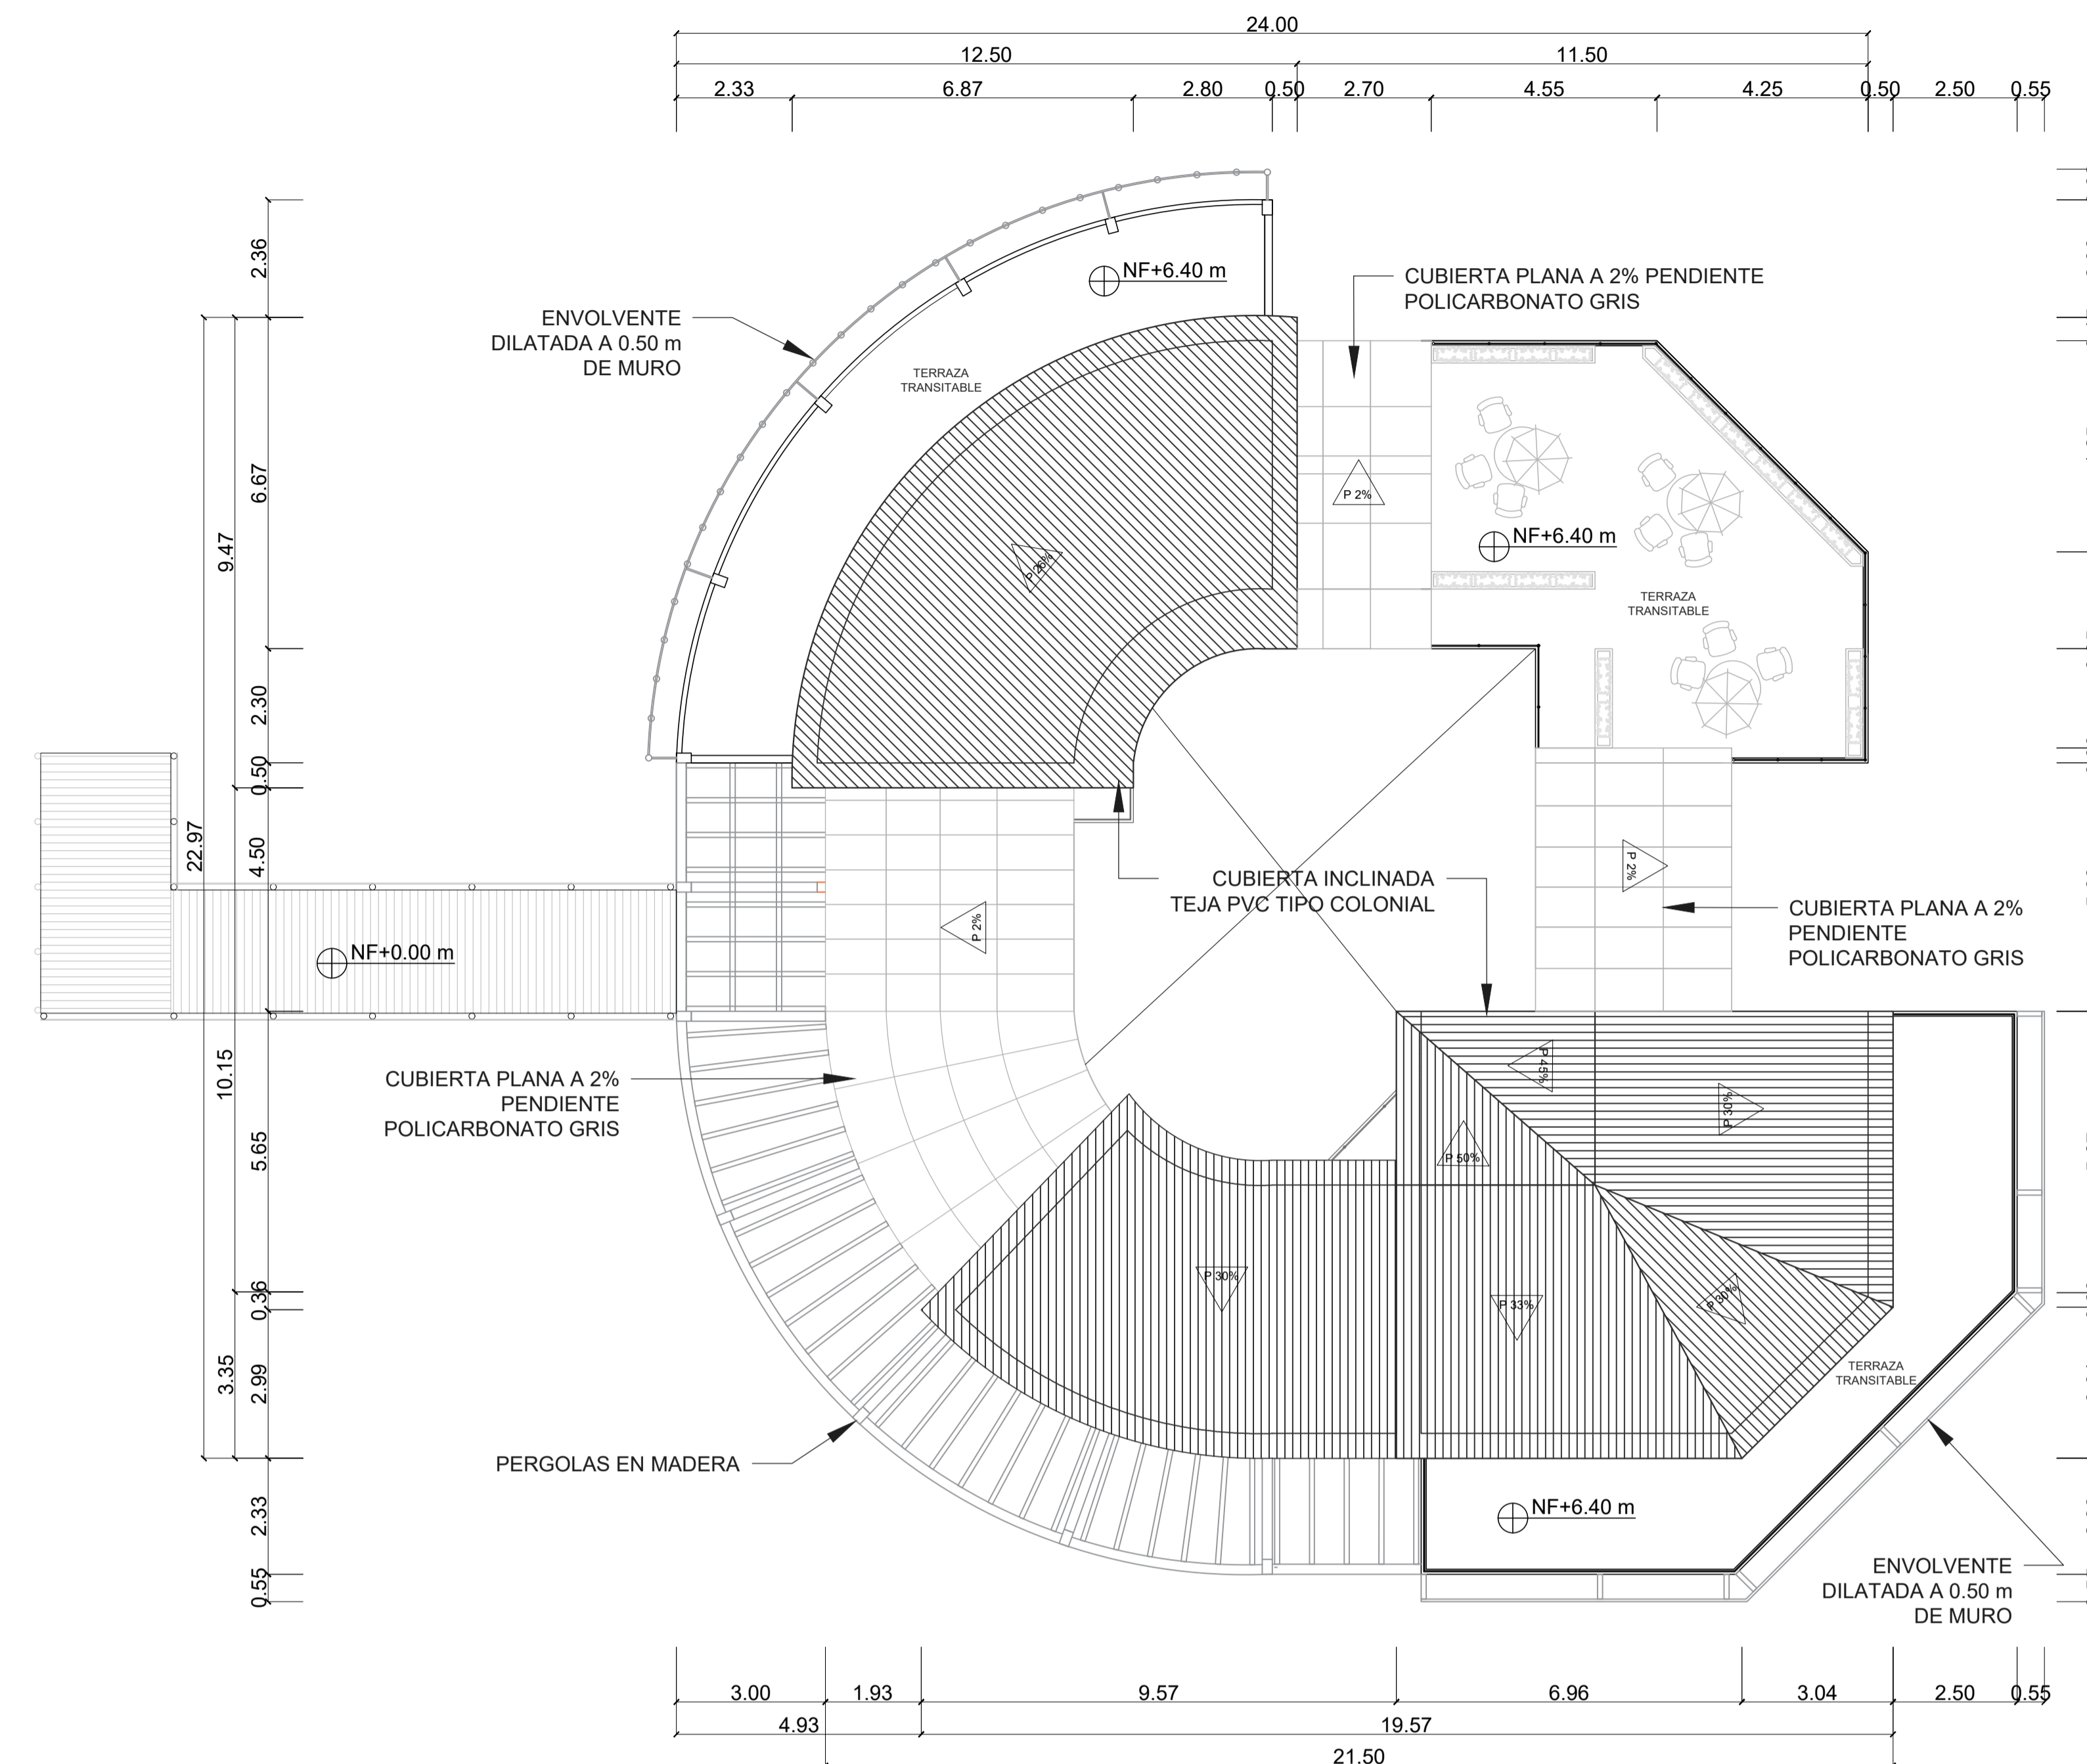 24.00
12.50
11.50
2.33
6.87
2.80
0.50
2.70
4.55
4.25
0.50
2.50
0.55
2.36
6.67
2.30
0.50
4.50
5.65
0.36
2.99
2.33
0.55
9.47
10.15
3.35
22.97
NF+6.40 m
CUBIERTA PLANA A 2% PENDIENTE
POLICARBONATO GRIS
ENVOLVENTE
DILATADA A 0.50 m
DE MURO
TERRAZA
TRANSITABLE
P 2%
NF+6.40 m
P 26%
TERRAZA
TRANSITABLE
P 2%
CUBIERTA INCLINADA
TEJA PVC TIPO COLONIAL
CUBIERTA PLANA A 2%
PENDIENTE
POLICARBONATO GRIS
P 2%
NF+0.00 m
CUBIERTA PLANA A 2%
PENDIENTE
POLICARBONATO GRIS
P 45%
P 30%
P 50%
P 30%
P 33%
P 30%
TERRAZA
TRANSITABLE
PERGOLAS EN MADERA
NF+6.40 m
ENVOLVENTE
DILATADA A 0.50 m
DE MURO
3.00
1.93
9.57
6.96
3.04
2.50
0.55
4.93
19.57
21.50